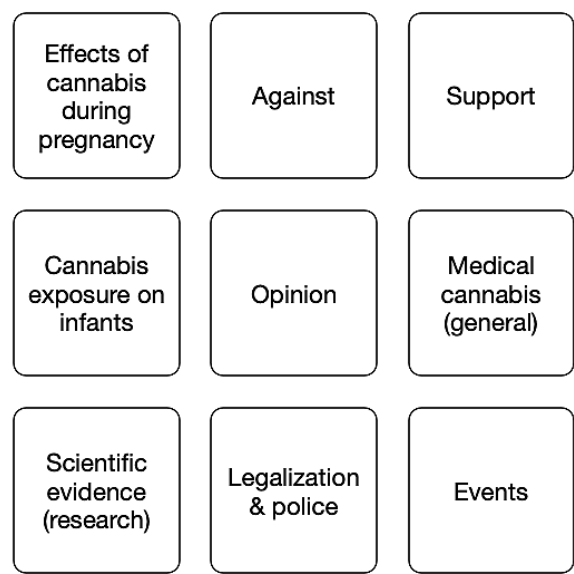 Effects of
cannabis
during
pregnancy
Against
Support
Cannabis
exposure on
infants
Opinion
Medical
cannabis
(general)
Scientific
evidence
(research)
Legalization
& police
Events